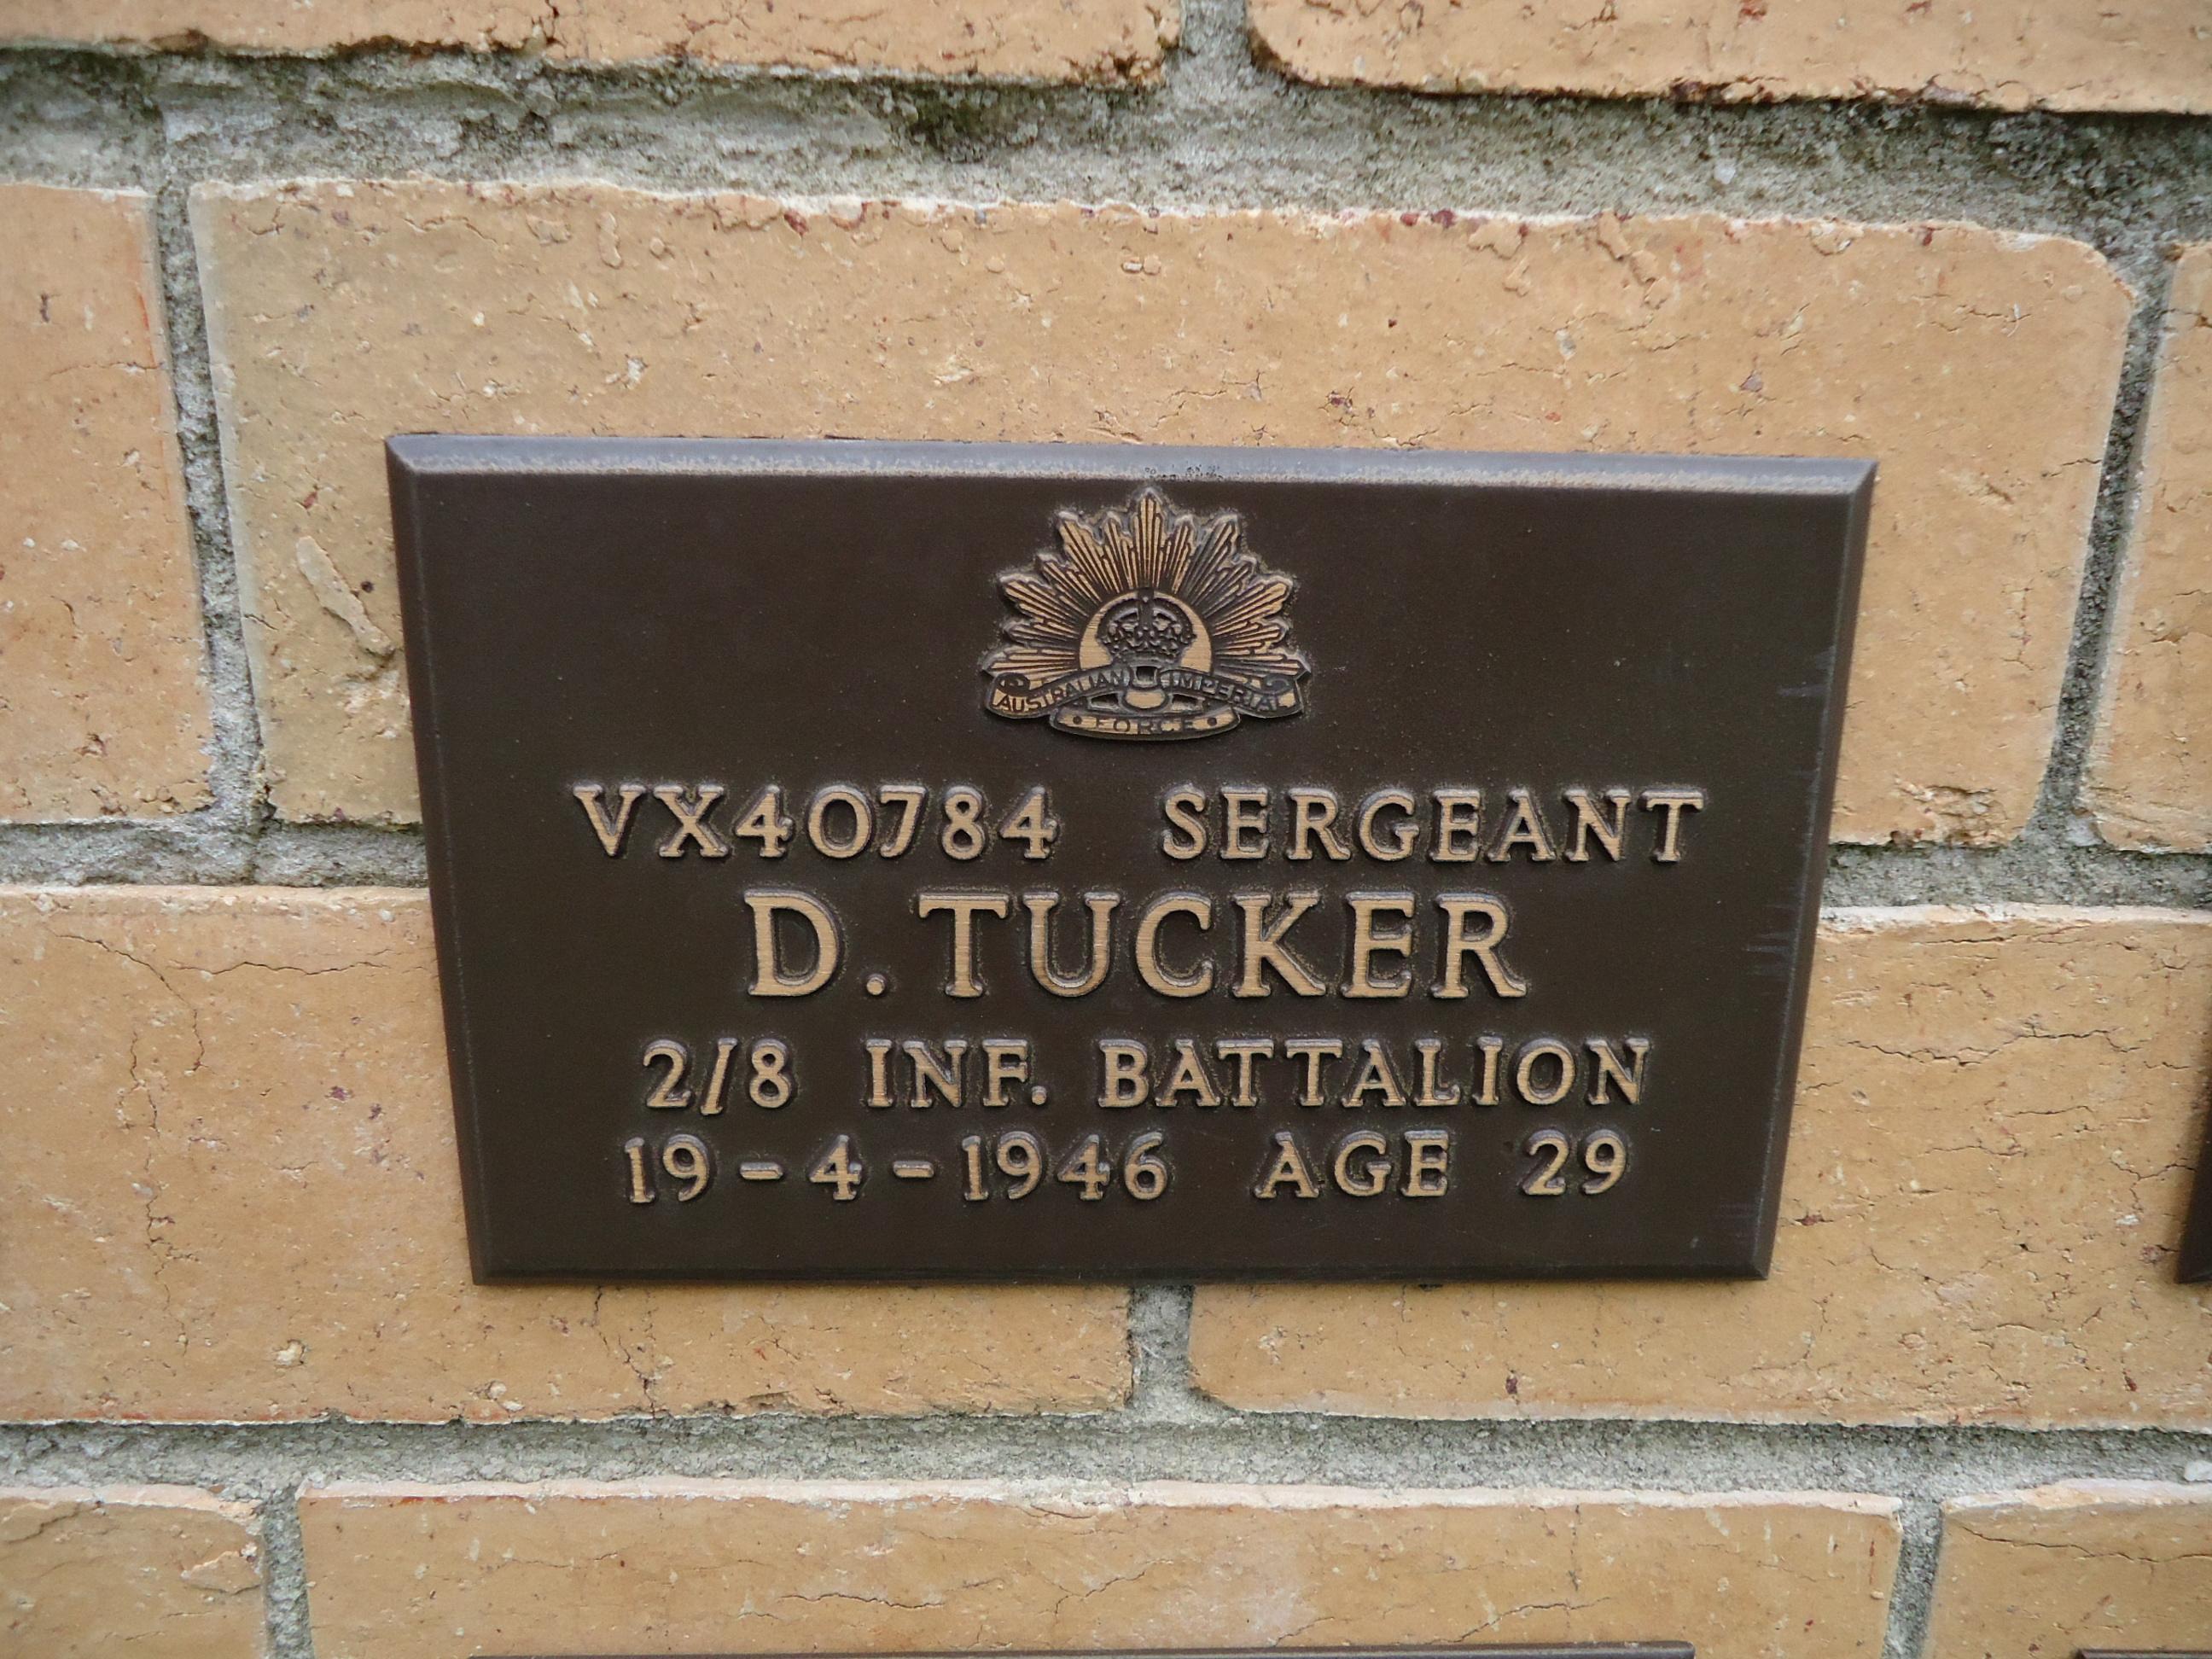 AUSTRALIAN IMPERIAL
FORCE
VX40784 SERGEANT
D. TUCKER
2/8 INF. BATTALION
19-4-1946 AGE 29